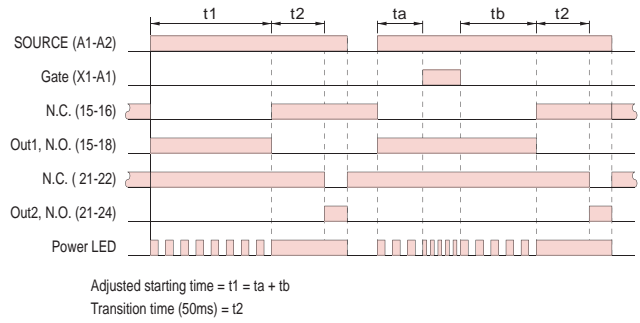 t1 t2 ta tb t2
SOURCE (A1-A2)
Gate (X1-A1)
N.C. (15-16)
Out1, N.O. (15-18)
N.C. ( 21-22)
Out2, N.O. (21-24)
Power LED
Adjusted starting time = t1 = ta + tb
Transition time (50ms) = t2